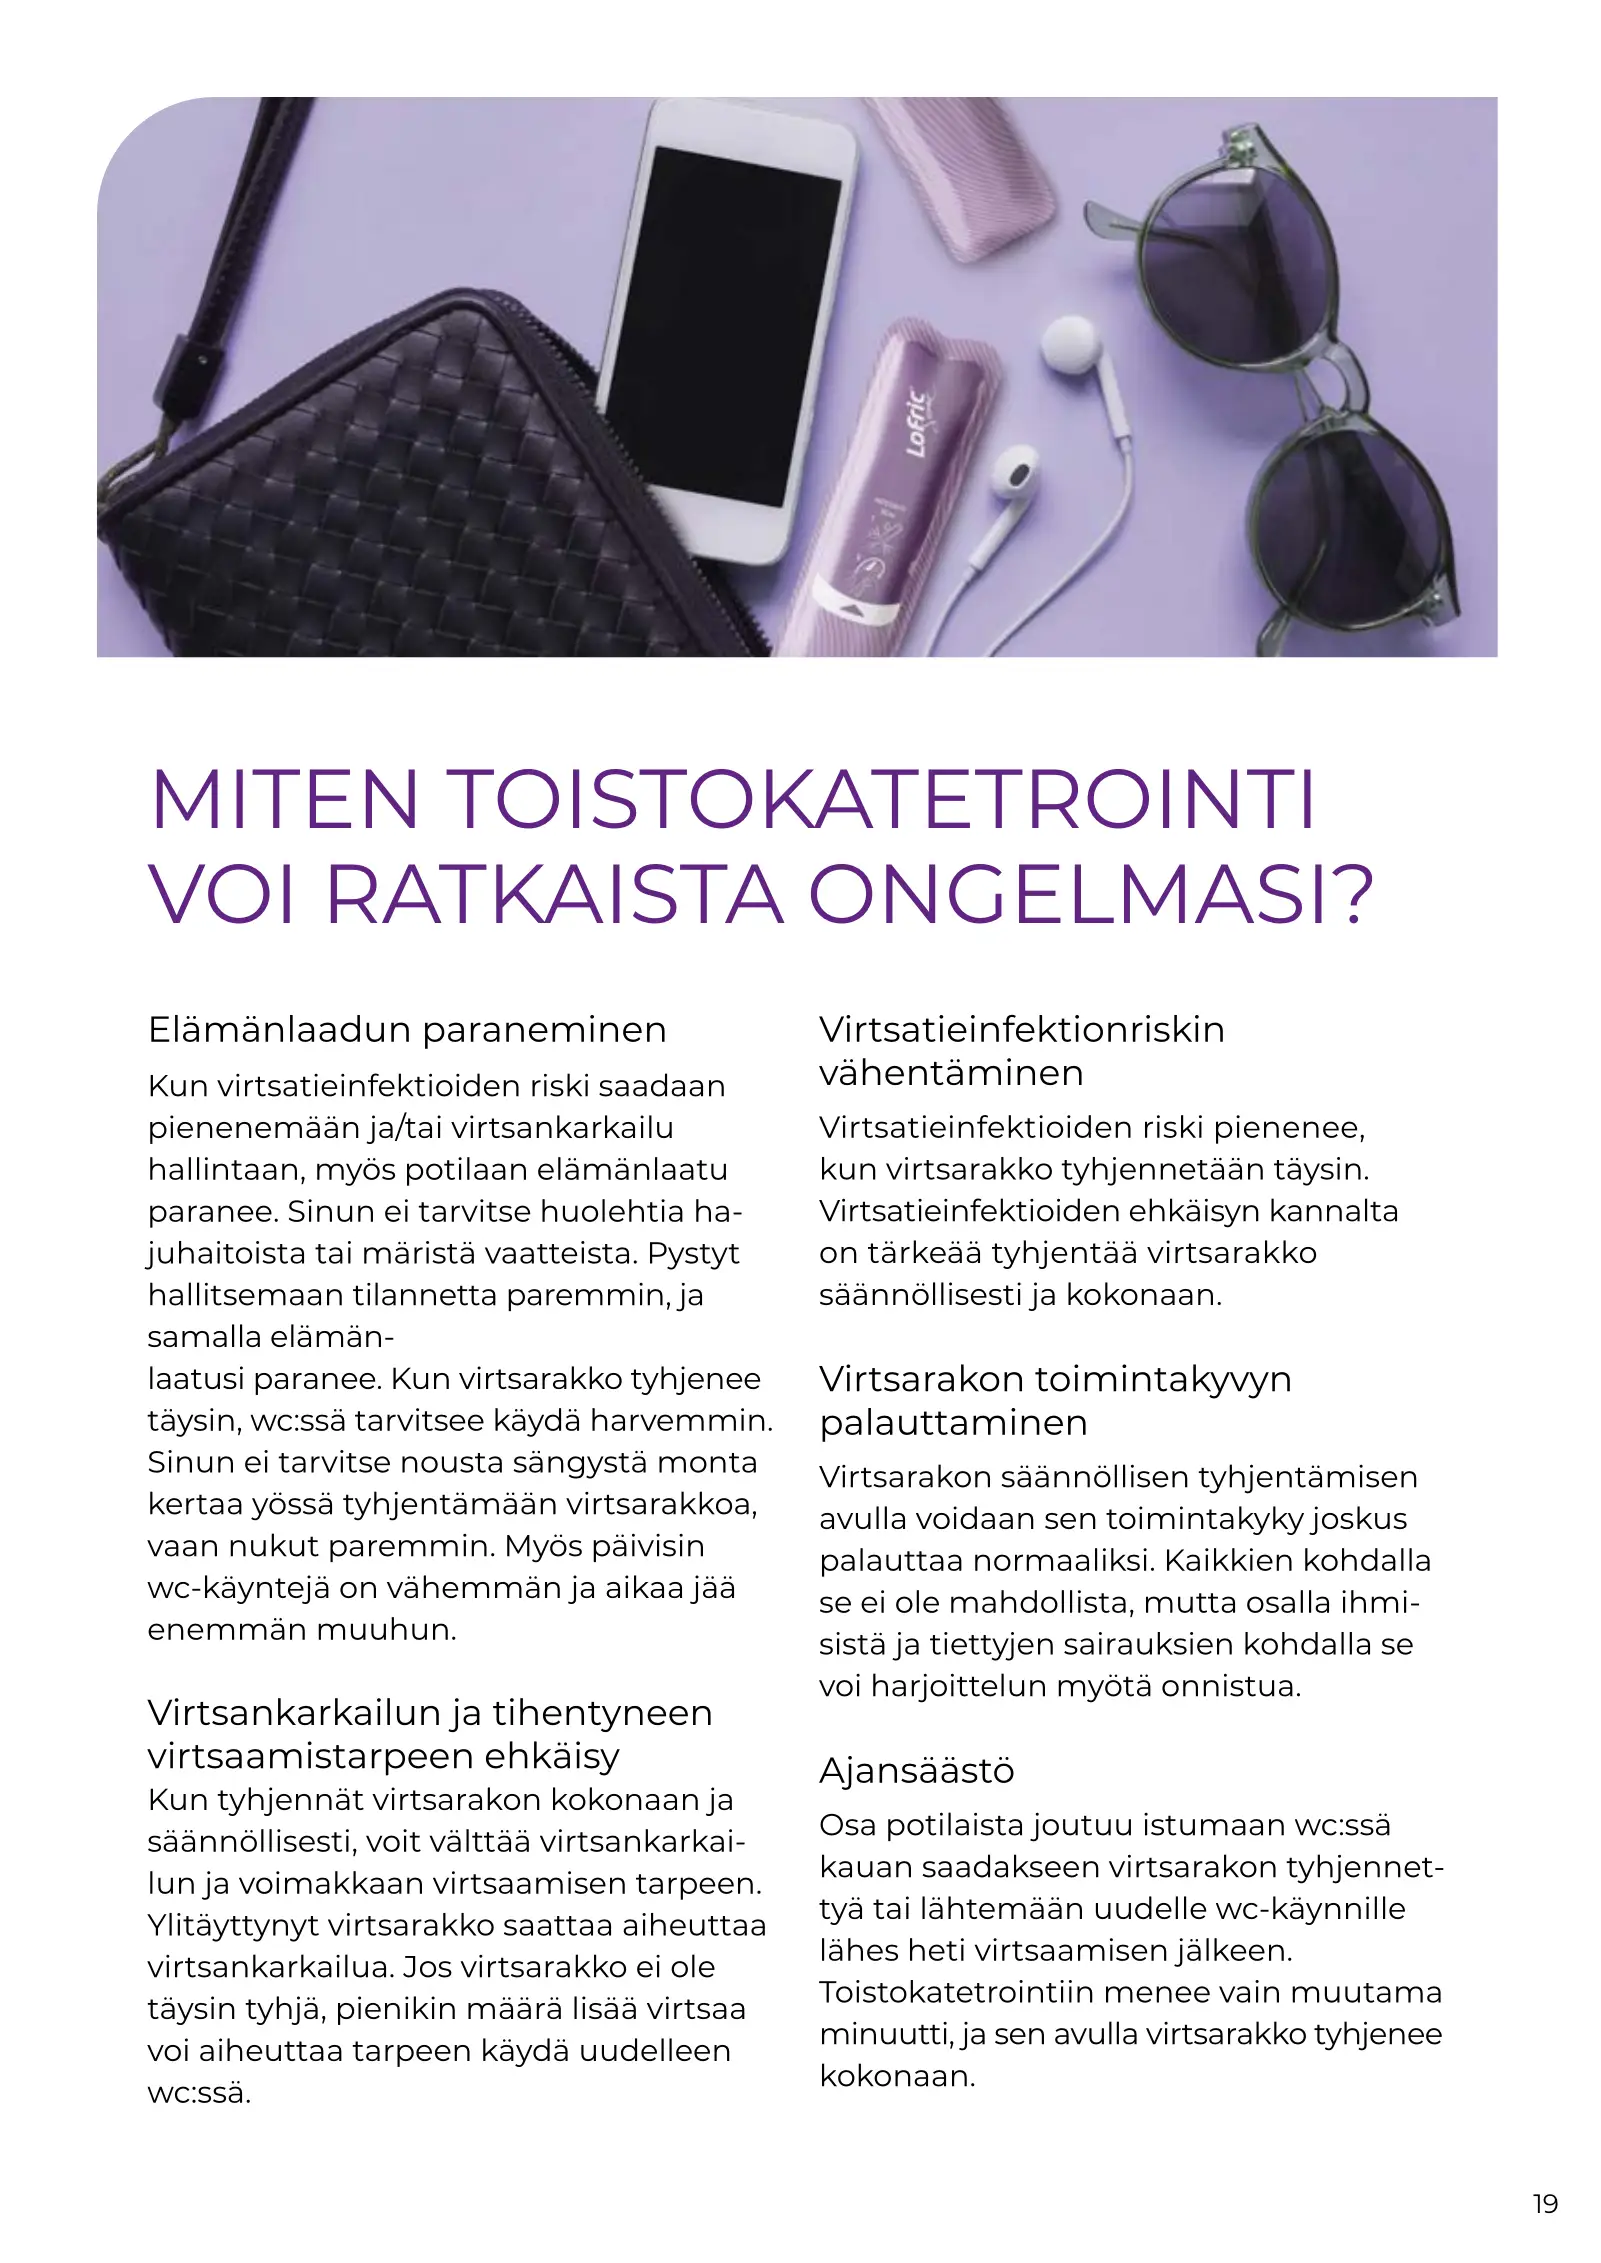 LoFric
MITEN TOISTOKATETROINTI
VOI RATKAISTA ONGELMASI?
Elämänlaadun paraneminen
Kun virtsatieinfektioiden riski saadaan
pienenemään ja/tai virtsankarkailu
hallintaan, myös potilaan elämänlaatu
paranee. Sinun ei tarvitse huolehtia ha-
juhaitoista tai märistä vaatteista. Pystyt
hallitsemaan tilannetta paremmin, ja
samalla elämän-
laatusi paranee. Kun virtsarakko tyhjenee
täysin, wc:ssä tarvitsee käydä harvemmin.
Sinun ei tarvitse nousta sängystä monta
kertaa yössä tyhjentämään virtsarakkoa,
vaan nukut paremmin. Myös päivisin
wc-käyntejä on vähemmän ja aikaa jää
enemmän muuhun.
Virtsankarkailun ja tihentyneen
virtsaamistarpeen ehkäisy
Kun tyhjennät virtsarakon kokonaan ja
säännöllisesti, voit välttää virtsankarkai-
lun ja voimakkaan virtsaamisen tarpeen.
Ylitäyttynyt virtsarakko saattaa aiheuttaa
virtsankarkailua. Jos virtsarakko ei ole
täysin tyhjä, pienikin määrä lisää virtsaa
voi aiheuttaa tarpeen käydä uudelleen
wc:ssä.
Virtsatieinfektionriskin
vähentäminen
Virtsatieinfektioiden riski pienenee,
kun virtsarakko tyhjennetään täysin.
Virtsatieinfektioiden ehkäisyn kannalta
on tärkeää tyhjentää virtsarakko
säännöllisesti ja kokonaan.
Virtsarakon toimintakyvyn
palauttaminen
Virtsarakon säännöllisen tyhjentämisen
avulla voidaan sen toimintakyky joskus
palauttaa normaaliksi. Kaikkien kohdalla
se ei ole mahdollista, mutta osalla ihmi-
sistä ja tiettyjen sairauksien kohdalla se
voi harjoittelun myötä onnistua.
Ajansäästö
Osa potilaista joutuu istumaan wc:ssä
kauan saadakseen virtsarakon tyhjennet-
tyä tai lähtemään uudelle wc-käynnille
lähes heti virtsaamisen jälkeen.
Toistokatetrointiin menee vain muutama
minuutti, ja sen avulla virtsarakko tyhjenee
kokonaan.
19